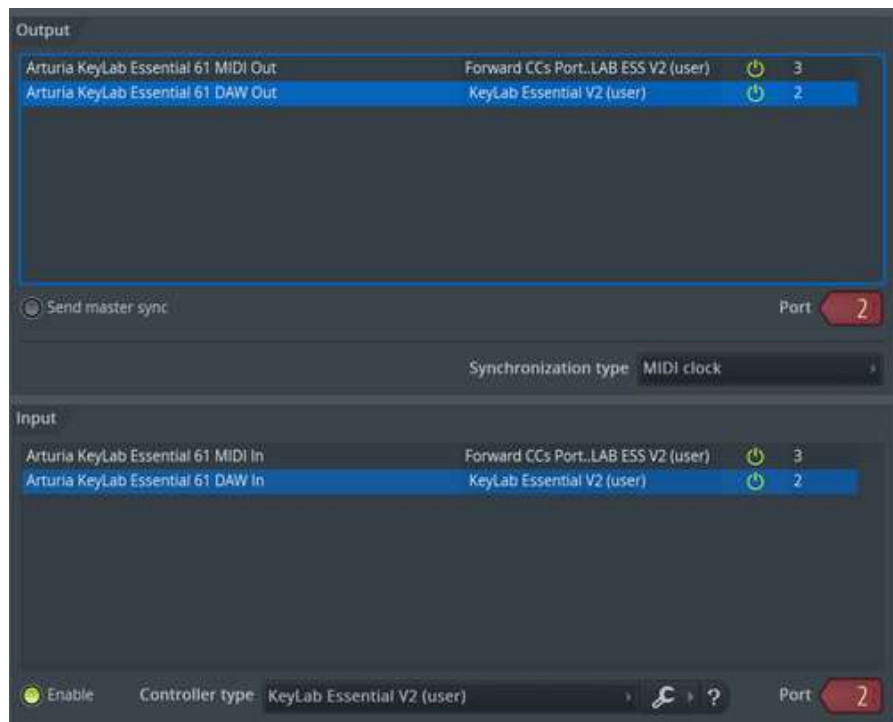 Output
Arturia KeyLab Essential 61 MIDI Out Forward CCs Port..LAB ESS V2 (user) 3
Arturia KeyLab Essential 61 DAW Out KeyLab Essential V2 (user) 2
Send master sync Port 2
Synchronization type MIDI clock
Input
Arturia KeyLab Essential 61 MIDI In Forward CCs Port..LAB ESS V2 (user) 3
Arturia KeyLab Essential 61 DAW In KeyLab Essential V2 (user) 2
Enable Controller type KeyLab Essential V2 (user) ? Port 2